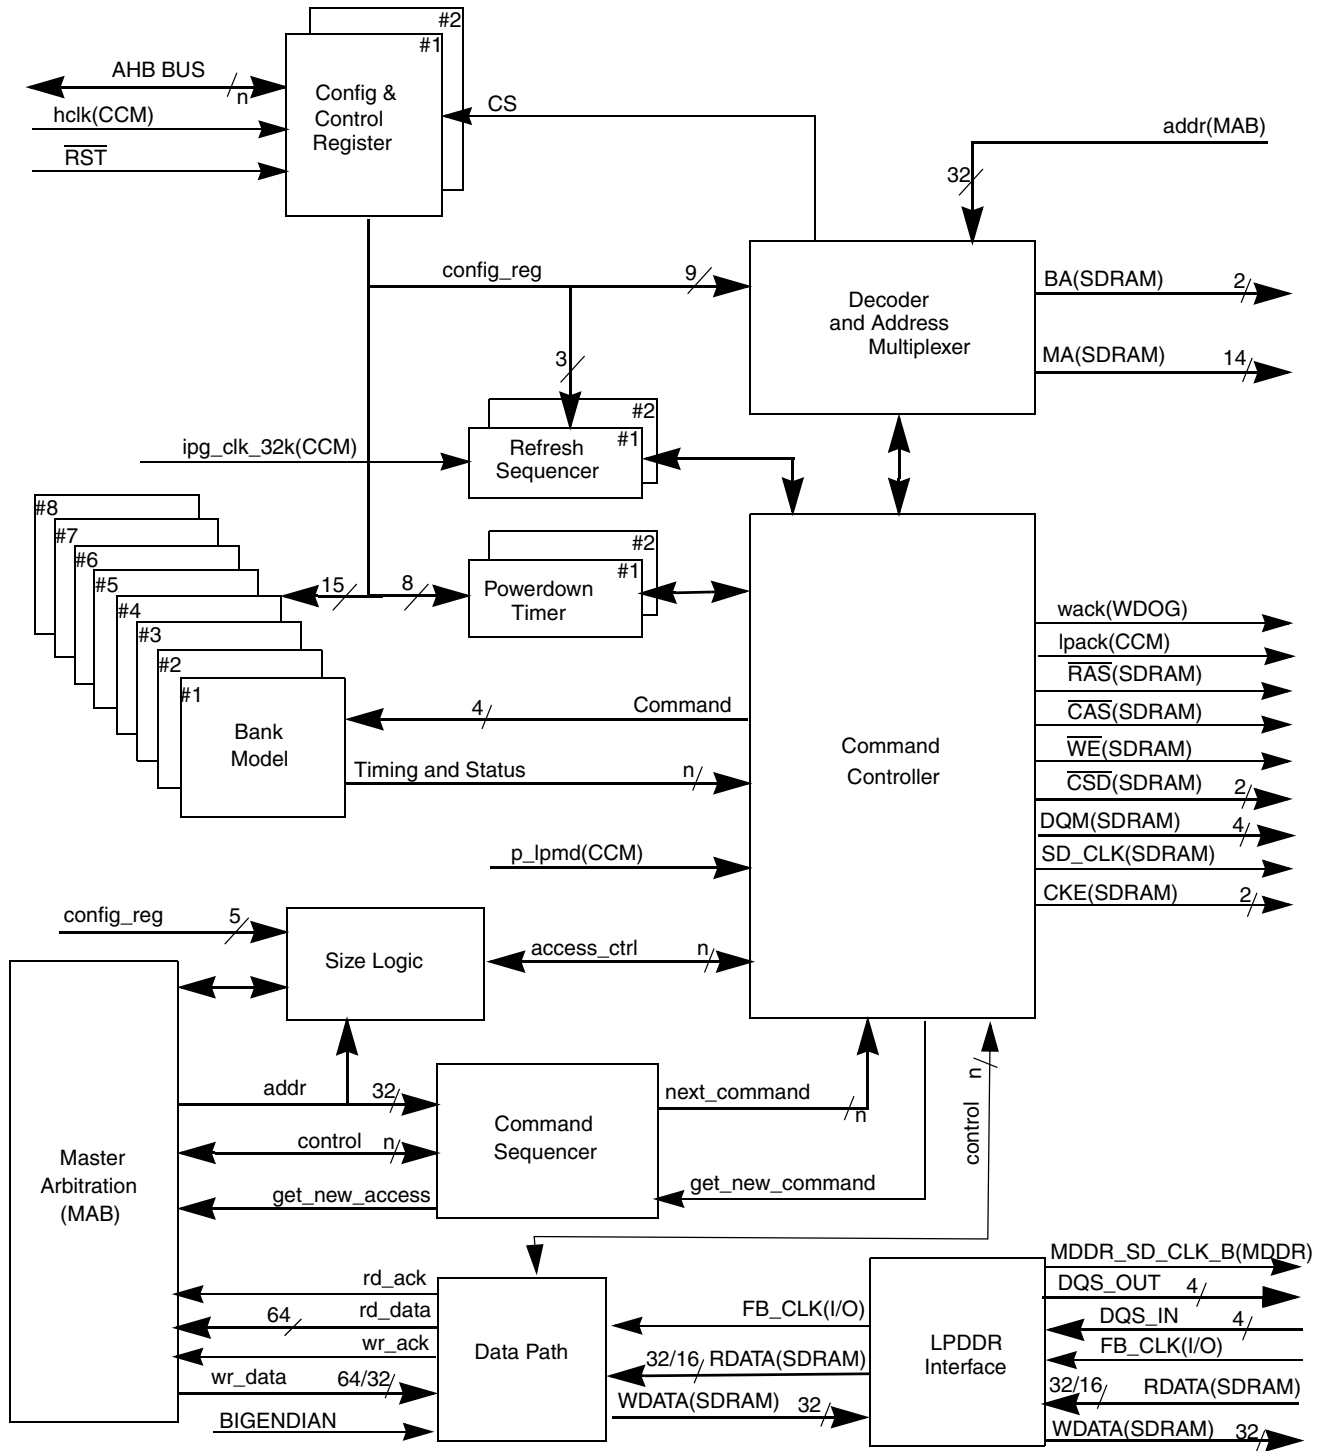 #2
#1
AHB BUS
n
Config &
Control
Register
hclk(CCM)
RST
CS
addr(MAB)
32
config_reg
9
Decoder
and Address
Multiplexer
BA(SDRAM)
2
MA(SDRAM)
14
3
#2
#1
Refresh
Sequencer
ipg_clk_32k(CCM)
#8
#7
#6
#5
#4
#3
#2
#1
Bank
Model
15
8
#2
#1
Powerdown
Timer
4
Command
Timing and Status
n
p_lpmd(CCM)
Command
Controller
wack(WDOG)
lpack(CCM)
RAS(SDRAM)
CAS(SDRAM)
WE(SDRAM)
CSD(SDRAM)
2
DQM(SDRAM)
4
SD_CLK(SDRAM)
CKE(SDRAM)
2
config_reg
5
Size Logic
access_ctrl
n
Master
Arbitration
(MAB)
addr
32
control
n
get_new_access
Command
Sequencer
next_command
n
get_new_command
control
n
rd_ack
64
rd_data
wr_ack
wr_data
64/32
BIGENDIAN
Data Path
FB_CLK(I/O)
32/16
RDATA(SDRAM)
WDATA(SDRAM)
32
LPDDR
Interface
MDDR_SD_CLK_B(MDDR)
DQS_OUT
4
DQS_IN
4
FB_CLK(I/O)
32/16
RDATA(SDRAM)
WDATA(SDRAM)
32